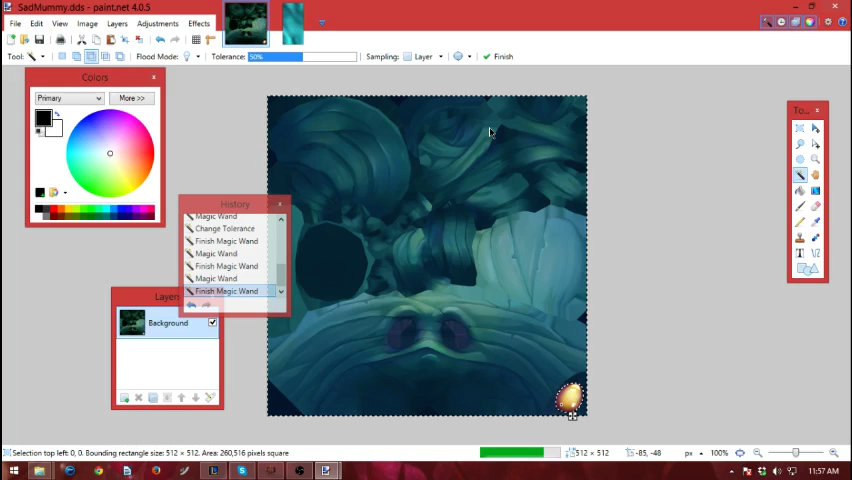 SadMummy.dds - paint.net 4.0.5
File Edit View Image Layers Adjustments Effects
Tool: Flood Mode: Tolerance: 50% Sampling: Layer Finish
Colors
Primary More >>
To...
History
Magic Wand
Change Tolerance
Finish Magic Wand
Magic Wand
Finish Magic Wand
Magic Wand
Finish Magic Wand
Layers
Background
Selection top left: 0, 0. Bounding rectangle size: 512 × 512. Area: 260,516 pixels square
512 × 512 -85, -48 px 100%
11:57 AM